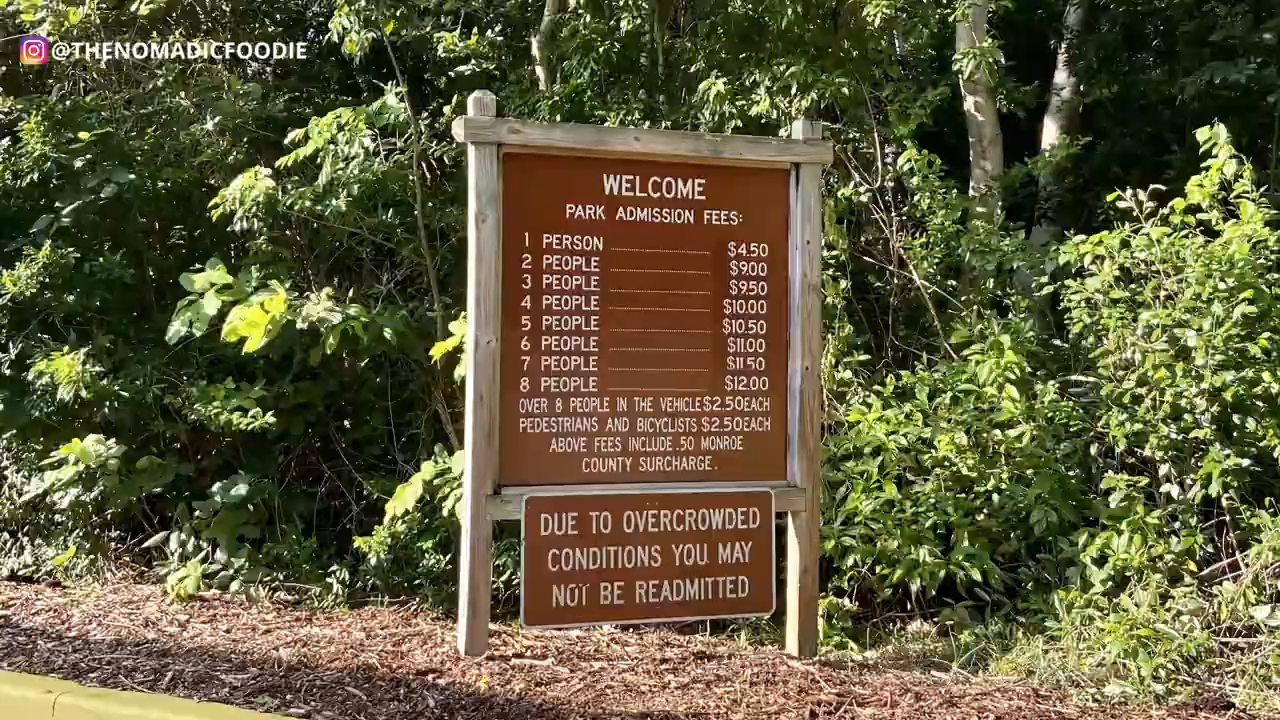 @THENOMADICFOODIE
WELCOME
PARK ADMISSION FEES:
1 PERSON $4.50
2 PEOPLE $9.00
3 PEOPLE $9.50
4 PEOPLE $10.00
5 PEOPLE $10.50
6 PEOPLE $11.00
7 PEOPLE $11.50
8 PEOPLE $12.00
OVER 8 PEOPLE IN THE VEHICLE $2.50 EACH
PEDESTRIANS AND BICYCLISTS $2.50 EACH
ABOVE FEES INCLUDE .50 MONROE
COUNTY SURCHARGE.
DUE TO OVERCROWDED
CONDITIONS YOU MAY
NOT BE READMITTED